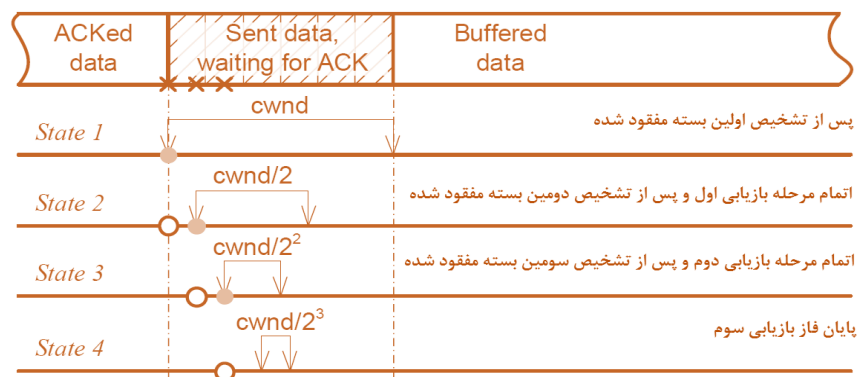 ACKed data
Sent data, waiting for ACK
Buffered data
State 1
cwnd
پس از تشخیص اولین بسته مفقود شده
State 2
cwnd/2
اتمام مرحله بازیابی اول و پس از تشخیص دومین بسته مفقود شده
State 3
cwnd/2²
اتمام مرحله بازیابی دوم و پس از تشخیص سومین بسته مفقود شده
State 4
cwnd/2³
پایان فاز بازیابی سوم